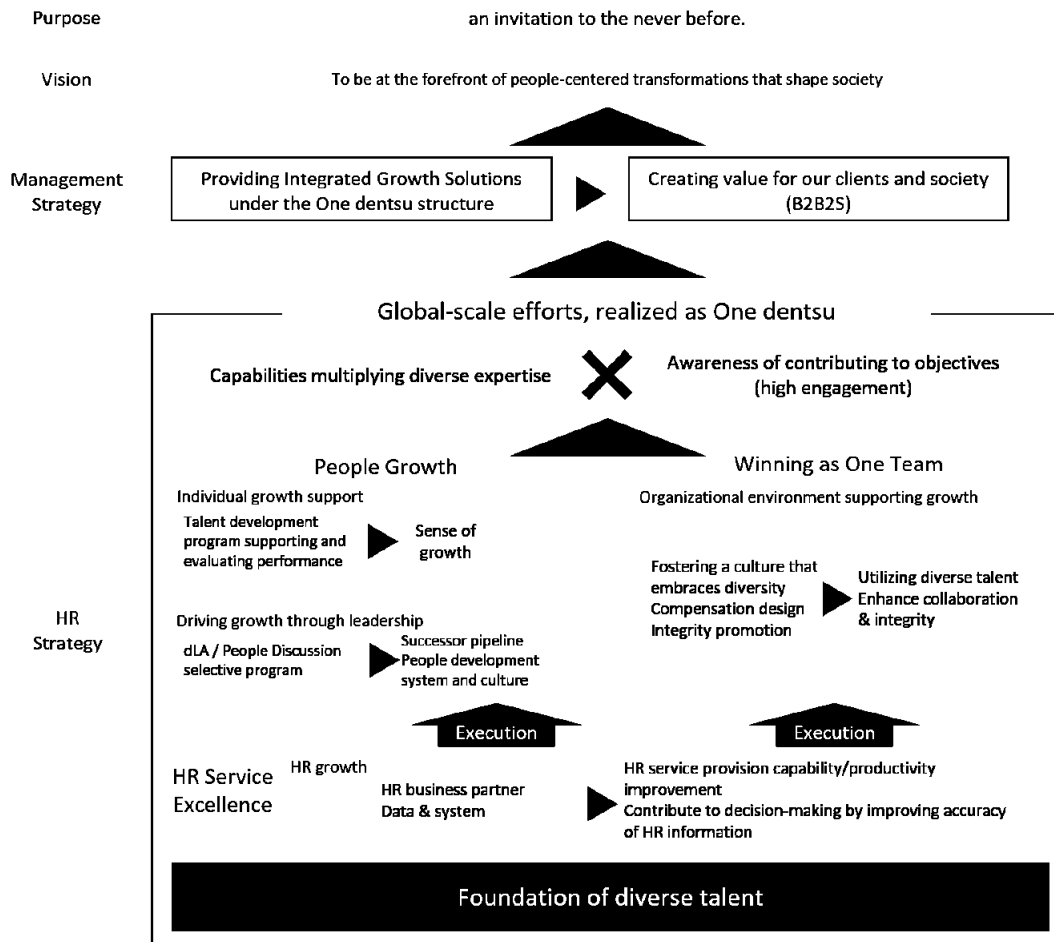 Purpose
an invitation to the never before.
Vision
To be at the forefront of people-centered transformations that shape society
Management
Strategy
Providing Integrated Growth Solutions
under the One dentsu structure
Creating value for our clients and society
(B2B2S)
Global-scale efforts, realized as One dentsu
Capabilities multiplying diverse expertise
Awareness of contributing to objectives
(high engagement)
HR
Strategy
People Growth
Individual growth support
Talent development
program supporting and
evaluating performance
Sense of
growth
Driving growth through leadership
dLA / People Discussion
selective program
Successor pipeline
People development
system and culture
Winning as One Team
Organizational environment supporting growth
Fostering a culture that
embraces diversity
Compensation design
Integrity promotion
Utilizing diverse talent
Enhance collaboration
& integrity
Execution
Execution
HR Service
Excellence
HR growth
HR business partner
Data & system
HR service provision capability/productivity
improvement
Contribute to decision-making by improving accuracy
of HR information
Foundation of diverse talent